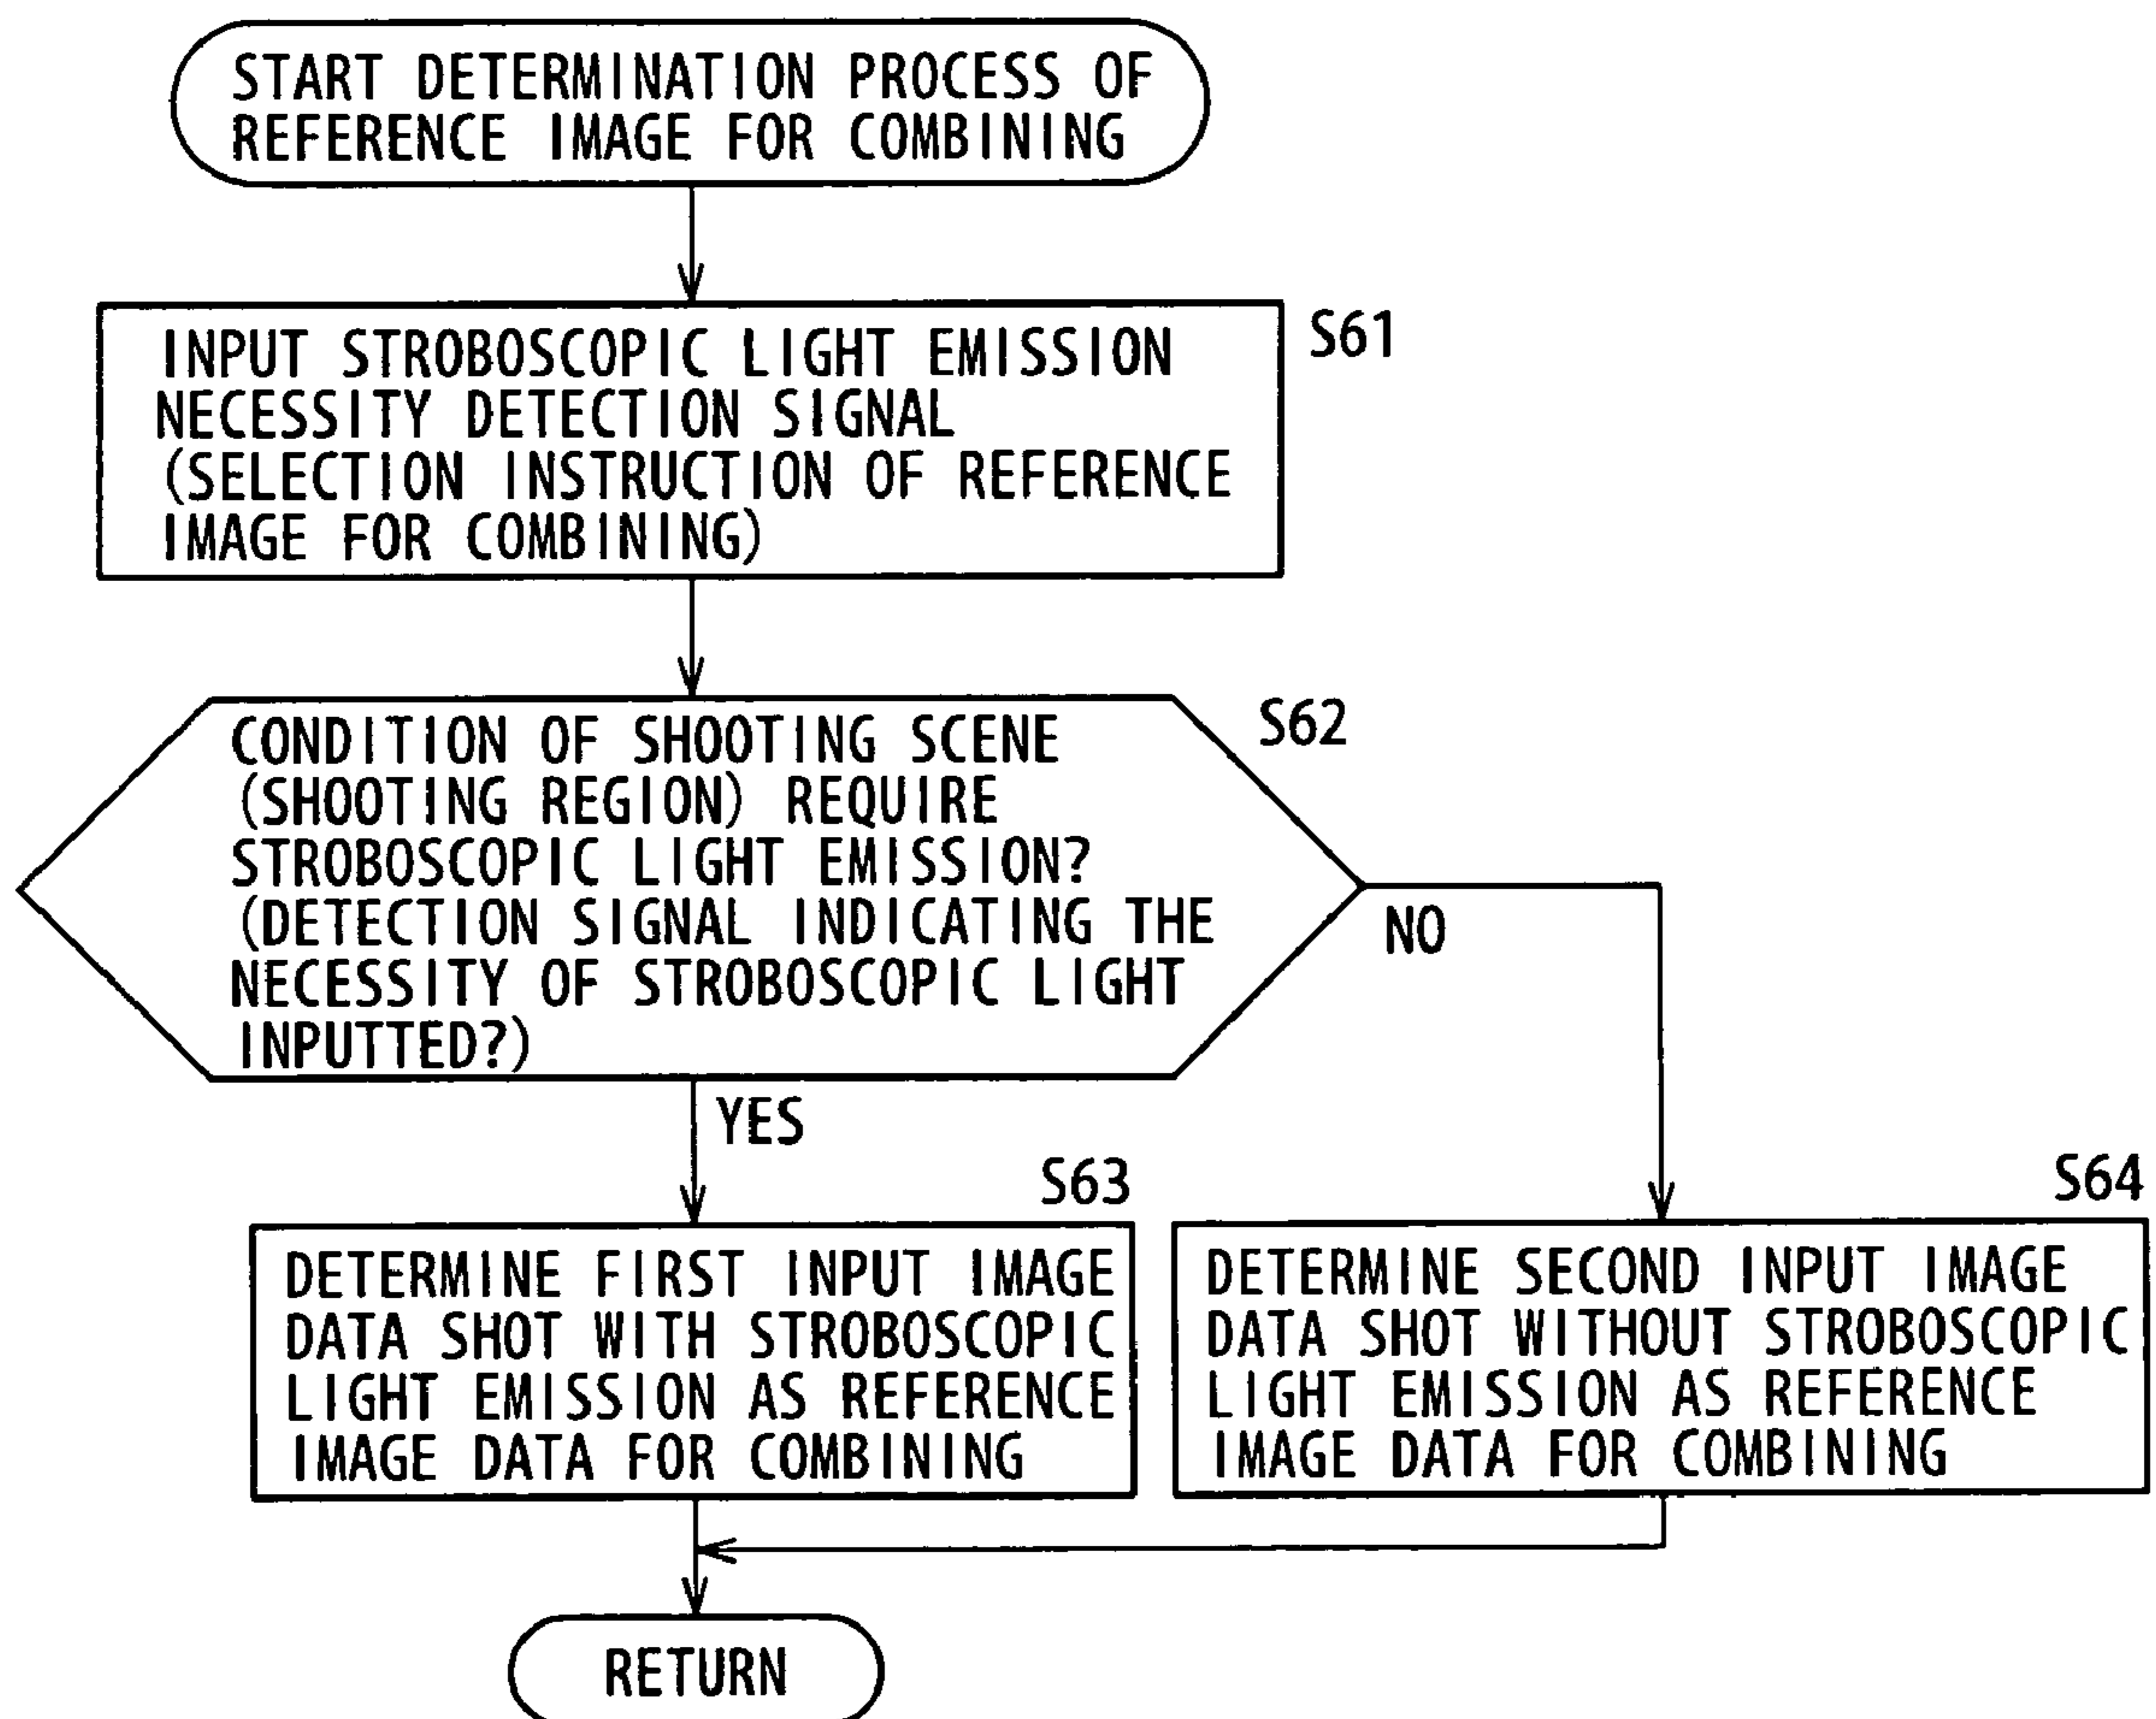 START DETERMINATION PROCESS OF
REFERENCE IMAGE FOR COMBINING
INPUT STROBOSCOPIC LIGHT EMISSION
NECESSITY DETECTION SIGNAL
(SELECTION INSTRUCTION OF REFERENCE
IMAGE FOR COMBINING)
S61
CONDITION OF SHOOTING SCENE
(SHOOTING REGION) REQUIRE
STROBOSCOPIC LIGHT EMISSION?
(DETECTION SIGNAL INDICATING THE
NECESSITY OF STROBOSCOPIC LIGHT
INPUTTED?)
S62
NO
YES
S63
DETERMINE FIRST INPUT IMAGE
DATA SHOT WITH STROBOSCOPIC
LIGHT EMISSION AS REFERENCE
IMAGE DATA FOR COMBINING
S64
DETERMINE SECOND INPUT IMAGE
DATA SHOT WITHOUT STROBOSCOPIC
LIGHT EMISSION AS REFERENCE
IMAGE DATA FOR COMBINING
RETURN